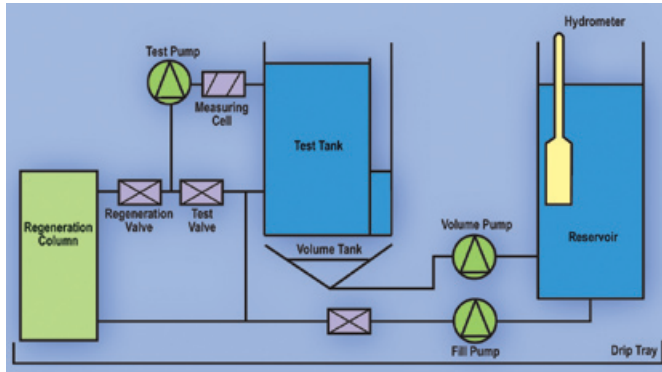 Hydrometer
Test Pump
Measuring
Cell
Test Tank
Regeneration
Valve
Test
Valve
Regeneration
Column
Volume Tank
Volume Pump
Reservoir
Fill Pump
Drip Tray